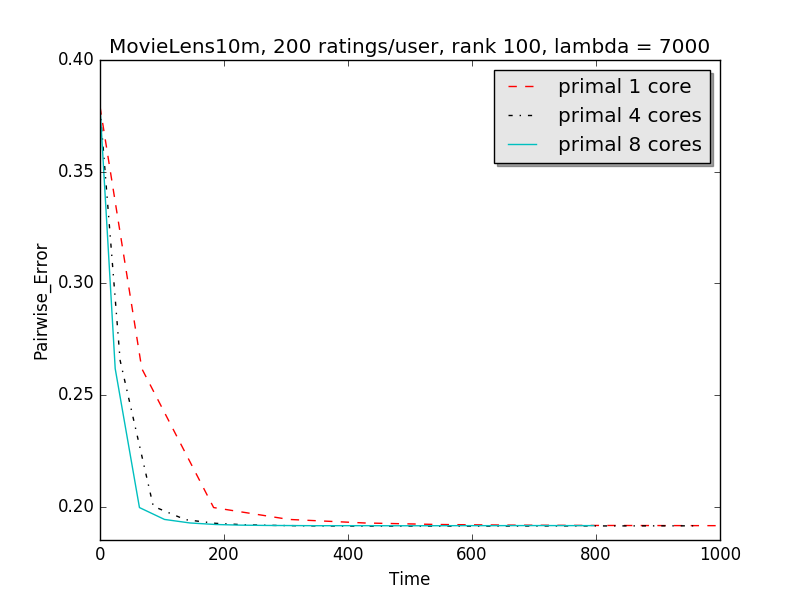 MovieLens10m, 200 ratings/user, rank 100, lambda = 7000
primal 1 core
primal 4 cores
primal 8 cores
0.40
0.35
0.30
0.25
0.20
Pairwise_Error
0 200 400 600 800 1000
Time